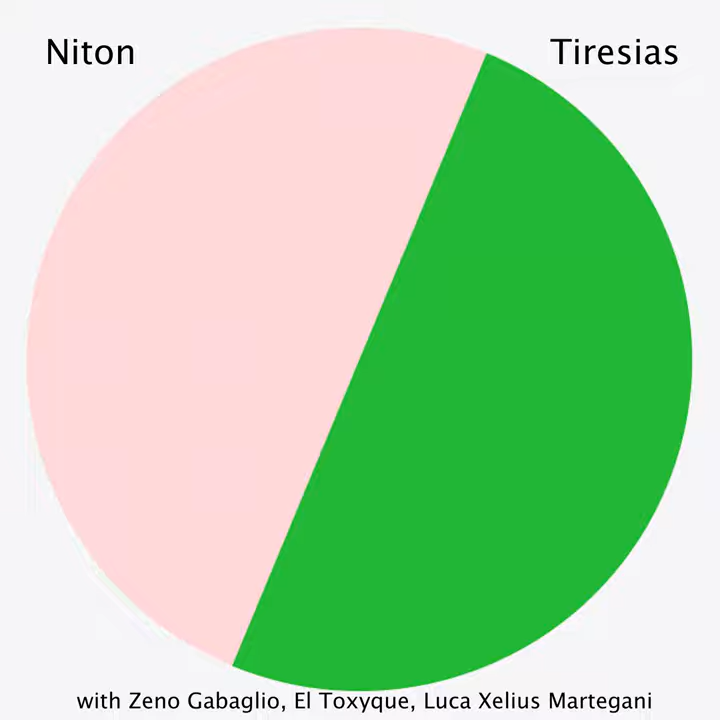 Niton
Tiresias
with Zeno Gabaglio, El Toxyque, Luca Xelius Martegani